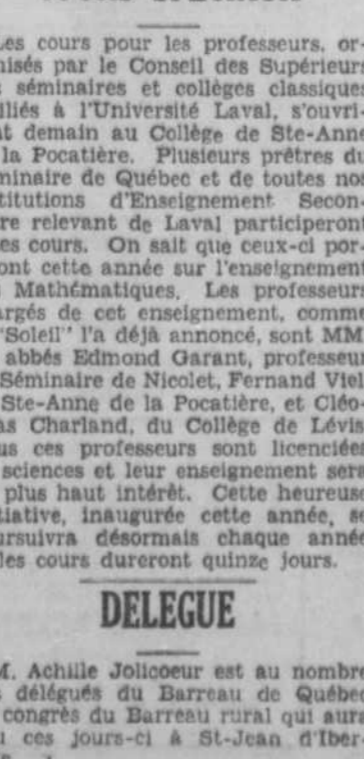 es cours pour les professeurs, or-
nisés par le Conseil des Supérieurs
séminaires et collèges classiques
iliés à l'Université Laval, s'ouvri-
nt demain au Collège de Ste-Anne
la Pocatière. Plusieurs prêtres du
minaire de Québec et de toutes nos
titutions d'Enseignement Secon-
re relevant de Laval participeront
es cours. On sait que ceux-ci por-
ont cette année sur l'enseignement
Mathématiques. Les professeurs
argés de cet enseignement, comme
"Soleil" l'a déjà annoncé, sont MM.
abbés Edmond Garant, professeur
Séminaire de Nicolet, Fernand Viel
Ste-Anne de la Pocatière, et Cléo-
as Charland, du Collège de Lévis
us ces professeurs sont licenciées
sciences et leur enseignement sera
plus haut intérêt. Cette heureuse
tiative, inaugurée cette année, se
ursuivra désormais chaque année
les cours dureront quinze jours.
DELEGUE
M. Achille Jolicoeur est au nombre
délégués du Barreau de Québec
congrès du Barreau rural qui aura
u ces jours-ci à St-Jean d'Iber-